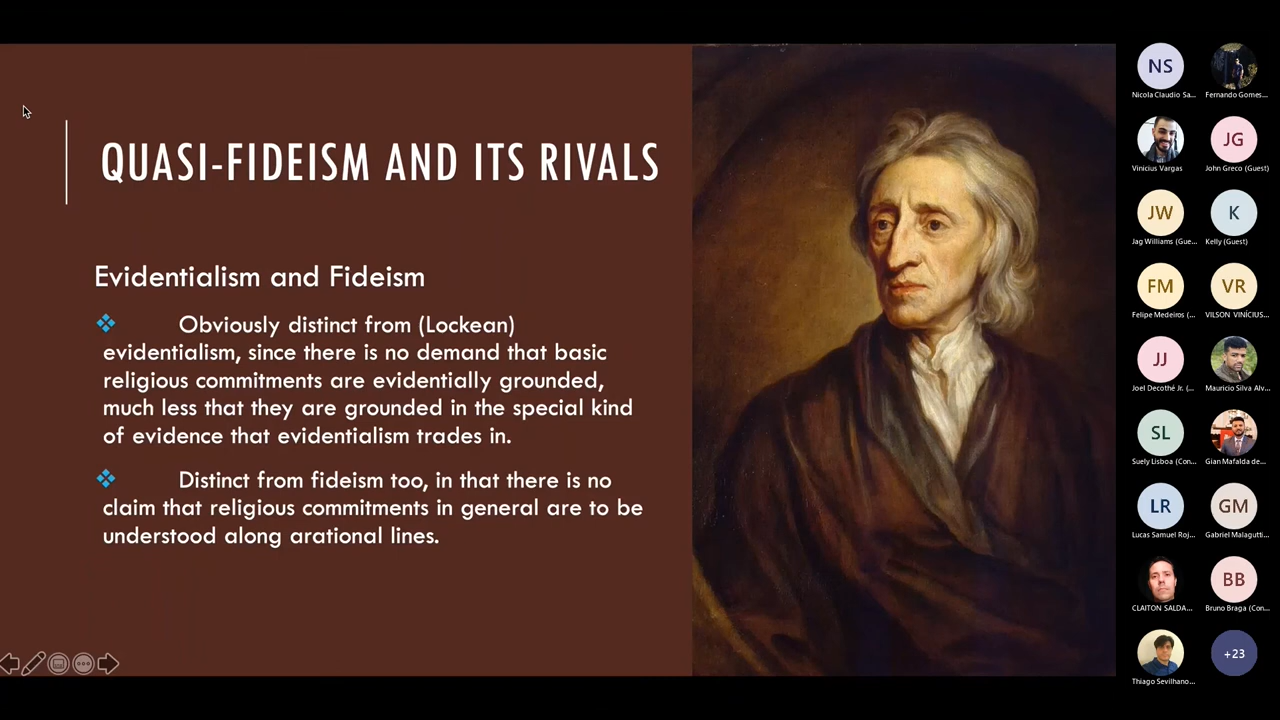 QUASI-FIDEISM AND ITS RIVALS
Evidentialism and Fideism
Obviously distinct from (Lockean)
evidentialism, since there is no demand that basic
religious commitments are evidentially grounded,
much less that they are grounded in the special kind
of evidence that evidentialism trades in.
Distinct from fideism too, in that there is no
claim that religious commitments in general are to be
understood along arational lines.
NS
Nicola Claudio Sa...
Fernando Gomes...
Vinicius Vargas
JG
John Greco (Guest)
JW
Jag Williams (Gue...
K
Kelly (Guest)
FM
Felipe Medeiros (...
VR
VILSON VINÍCIUS...
JJ
Joel Decothé Jr. (...
Mauricio Silva Alv...
SL
Suely Lisboa (Con...
Gian Mafalda de...
LR
Lucas Samuel Roj...
GM
Gabriel Malagutti...
CLAITON SALDA...
BB
Bruno Braga (Con...
Thiago Sevilhano...
+23